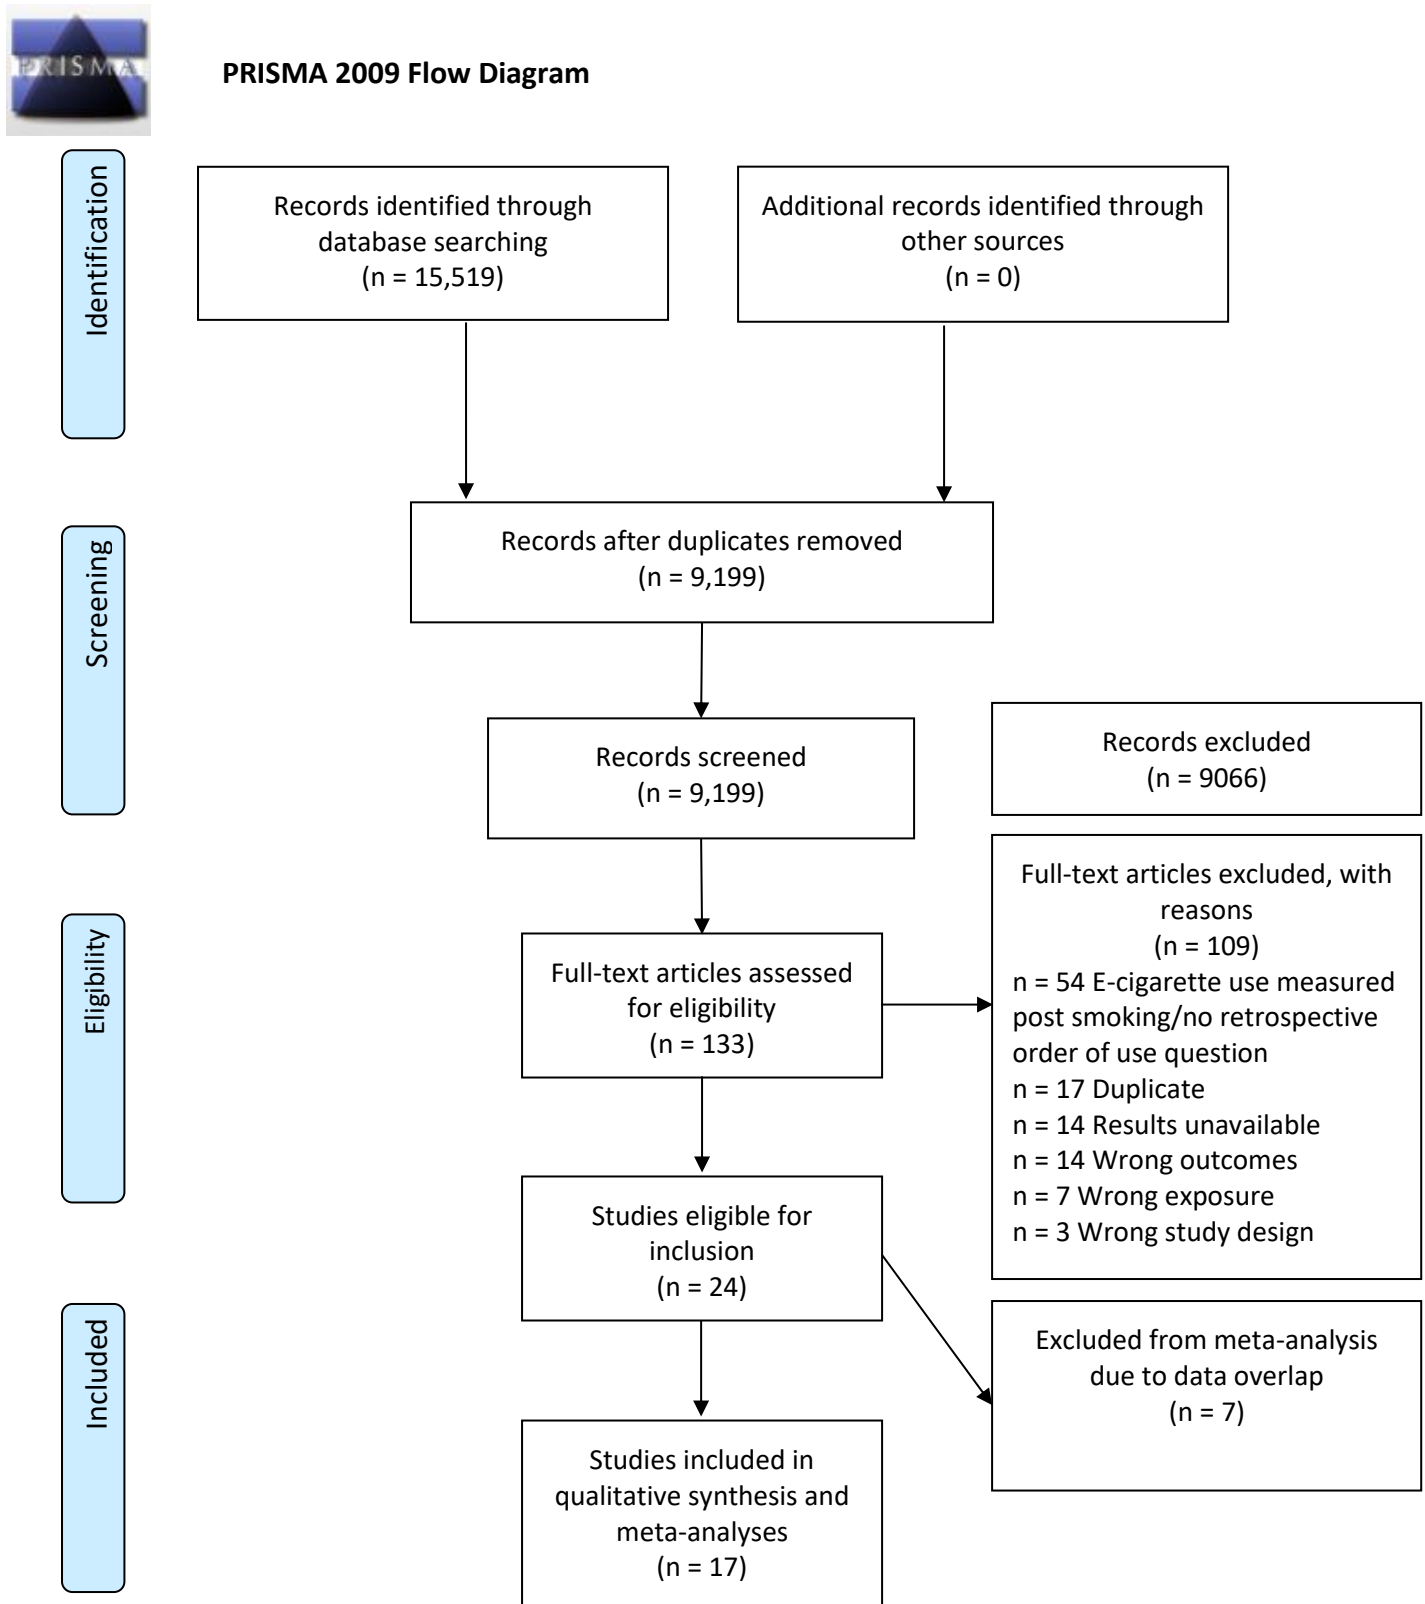 PRISMA
PRISMA 2009 Flow Diagram
Identification
Records identified through
database searching
(n = 15,519)
Additional records identified through
other sources
(n = 0)
Screening
Records after duplicates removed
(n = 9,199)
Records screened
(n = 9,199)
Records excluded
(n = 9066)
Eligibility
Full-text articles assessed
for eligibility
(n = 133)
Full-text articles excluded, with
reasons
(n = 109)
n = 54 E-cigarette use measured
post smoking/no retrospective
order of use question
n = 17 Duplicate
n = 14 Results unavailable
n = 14 Wrong outcomes
n = 7 Wrong exposure
n = 3 Wrong study design
Studies eligible for
inclusion
(n = 24)
Included
Excluded from meta-analysis
due to data overlap
(n = 7)
Studies included in
qualitative synthesis and
meta-analyses
(n = 17)